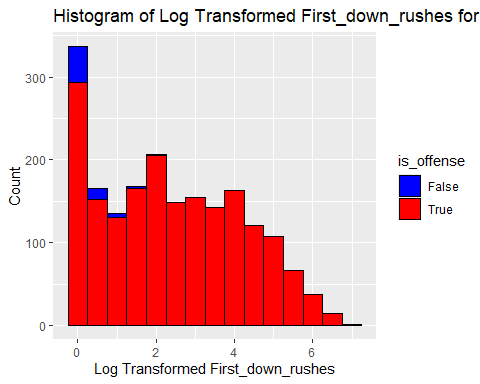 Histogram of Log Transformed First_down_rushes for
300
200
100
0
Count
0 2 4 6
Log Transformed First_down_rushes
is_offense
False
True